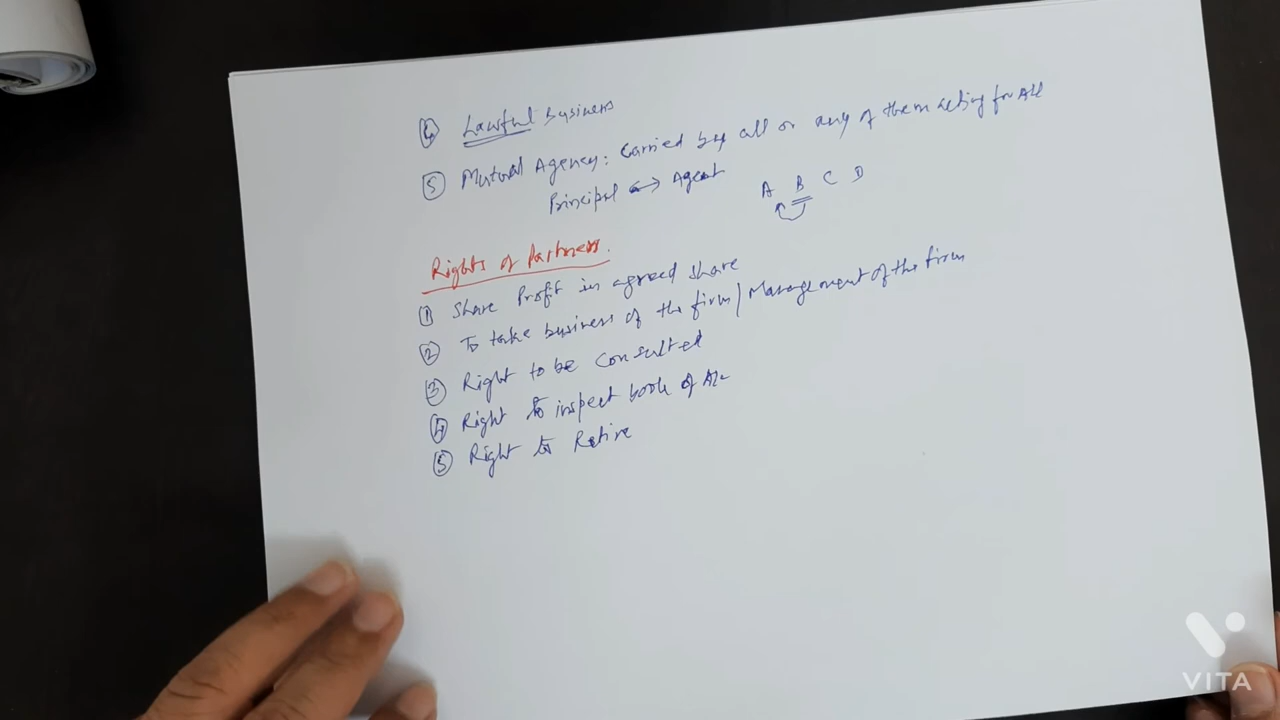 ④ Lawful Business
⑤ Mutual Agency: Carried by all or any of them acting for All
Principal <-> Agent
A B C D
Rights of Partners.
① Share Profit in agreed share
② To take business of the firm / Management of the firm
③ Right to be consulted
④ Right to inspect book of A/c
⑤ Right to Retire
VITA